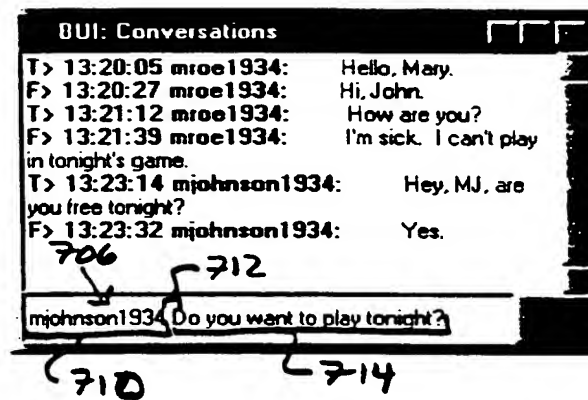 BUI: Conversations
T> 13:20:05 mroe1934: Hello, Mary.
F> 13:20:27 mroe1934: Hi, John.
T> 13:21:12 mroe1934: How are you?
F> 13:21:39 mroe1934: I'm sick. I can't play
in tonight's game.
T> 13:23:14 mjohnson1934: Hey, MJ, are
you free tonight?
F> 13:23:32 mjohnson1934: Yes.
706 712
mjohnson1934 Do you want to play tonight?
710 714